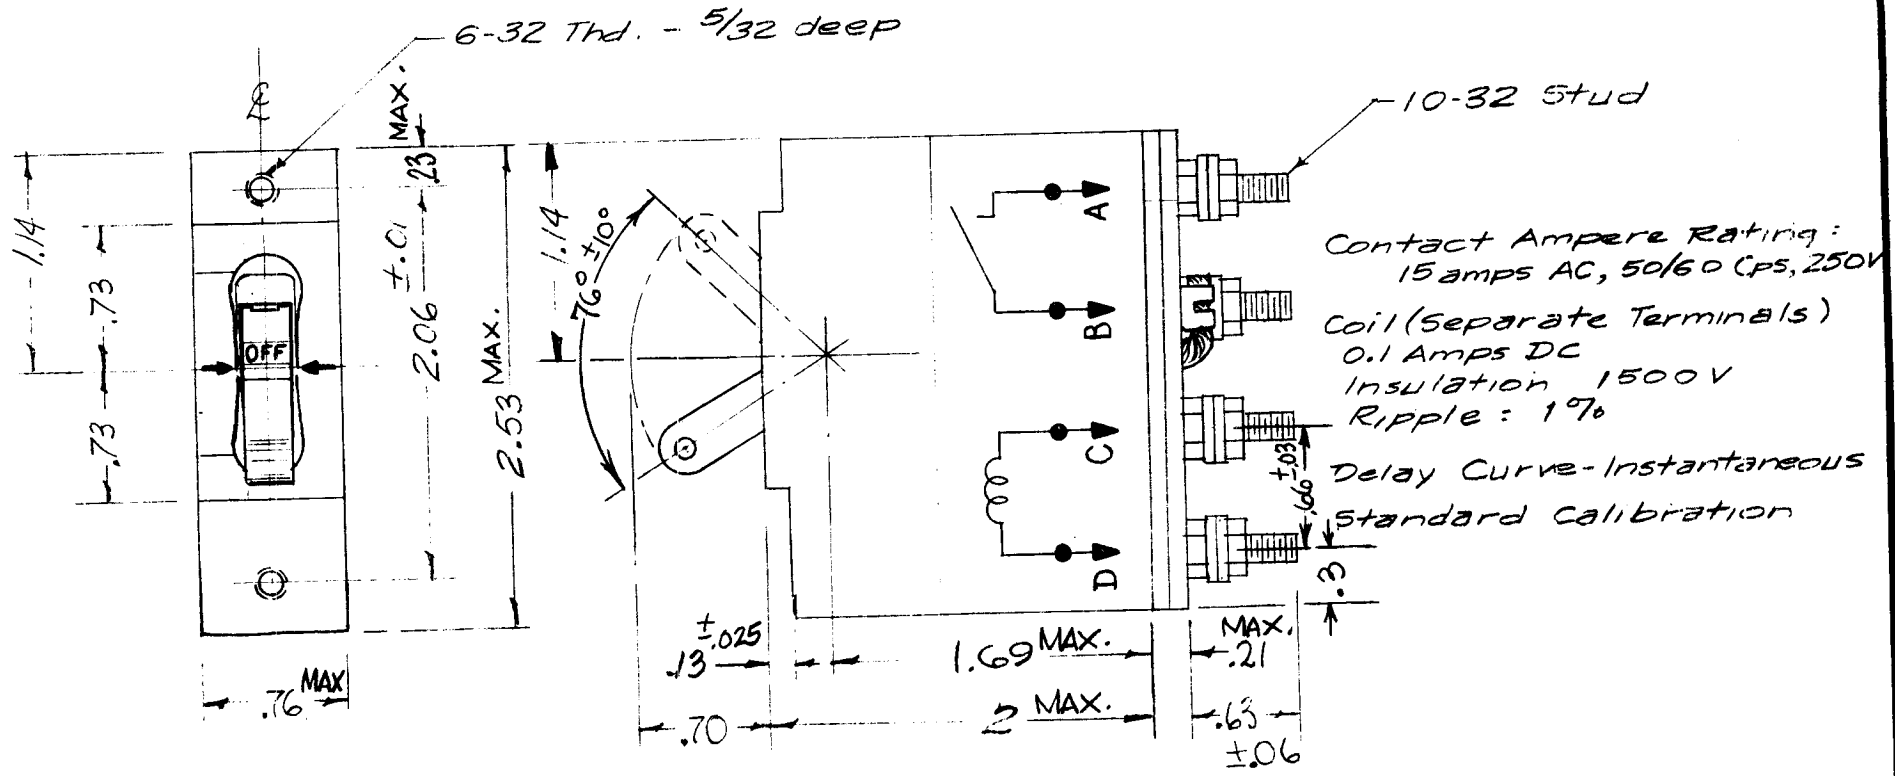 6-32 Thd. - 5/32 deep
℄
MAX.
.23
10-32 Stud
1.14
.73
.73
OFF
2.06 ±.01
2.53 MAX.
1.14
76° ±10°
A
B
C
D
Contact Ampere Rating:
15 amps AC, 50/60 Cps, 250V
Coil (Separate Terminals)
0.1 Amps DC
Insulation 1500V
Ripple: 1%
Delay Curve-Instantaneous
Standard Calibration
.66 ±.03
.3
.76 MAX
.13 ±.025
1.69 MAX.
MAX.
.21
.70
2 MAX.
.63
±.06